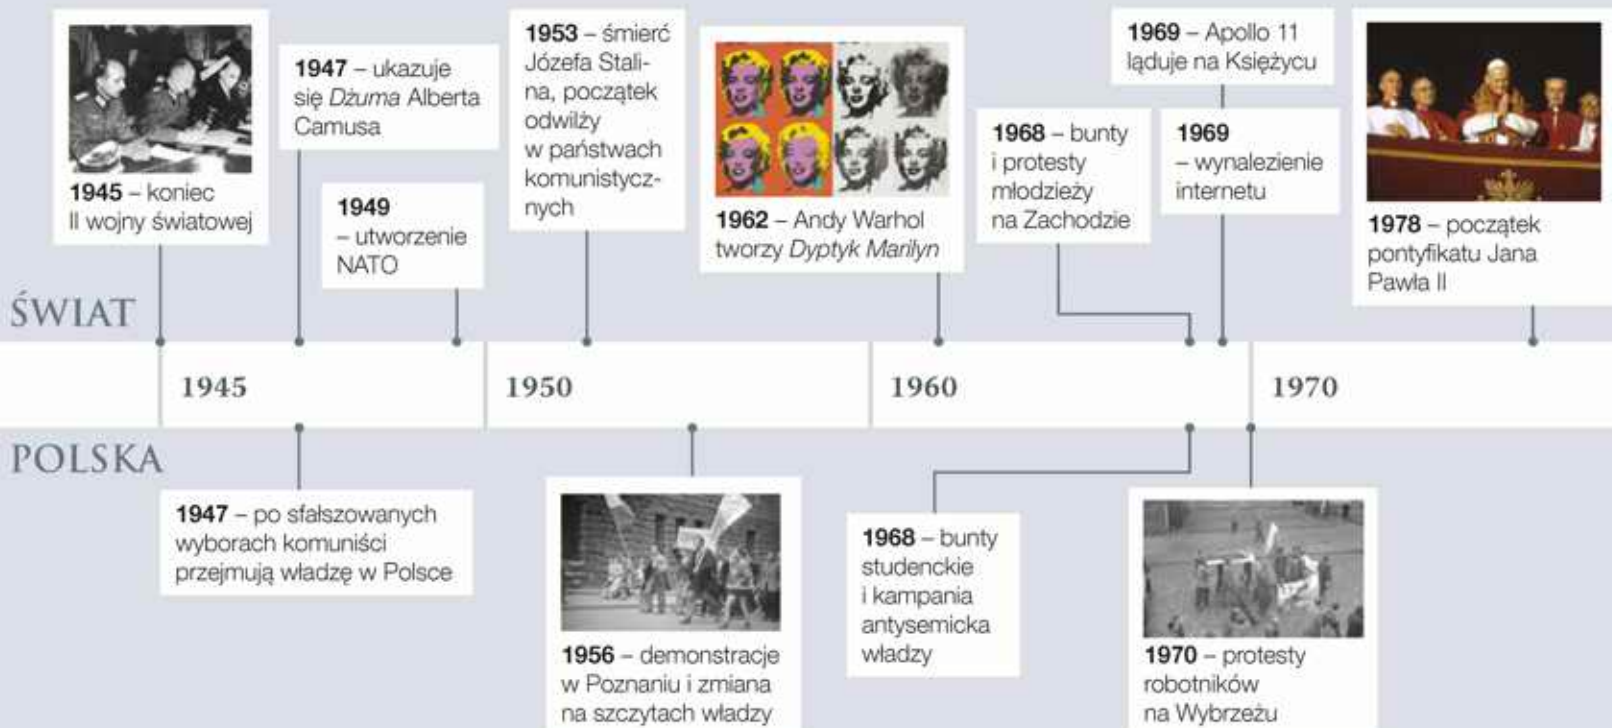 1945 – koniec
II wojny światowej
1947 – ukazuje
się Dżuma Alberta
Camusa
1949
– utworzenie
NATO
1953 – śmierć
Józefa Stali-
na, początek
odwilży
w państwach
komunistycz-
nych
1962 – Andy Warhol
tworzy Dyptyk Marilyn
1968 – bunty
i protesty
młodzieży
na Zachodzie
1969 – Apollo 11
ląduje na Księżycu
1969
– wynalezienie
internetu
1978 – początek
pontyfikatu Jana
Pawła II
ŚWIAT
1945
1950
1960
1970
POLSKA
1947 – po sfałszowanych
wyborach komuniści
przejmują władzę w Polsce
1956 – demonstracje
w Poznaniu i zmiana
na szczytach władzy
1968 – bunty
studenckie
i kampania
antysemicka
władzy
1970 – protesty
robotników
na Wybrzeżu